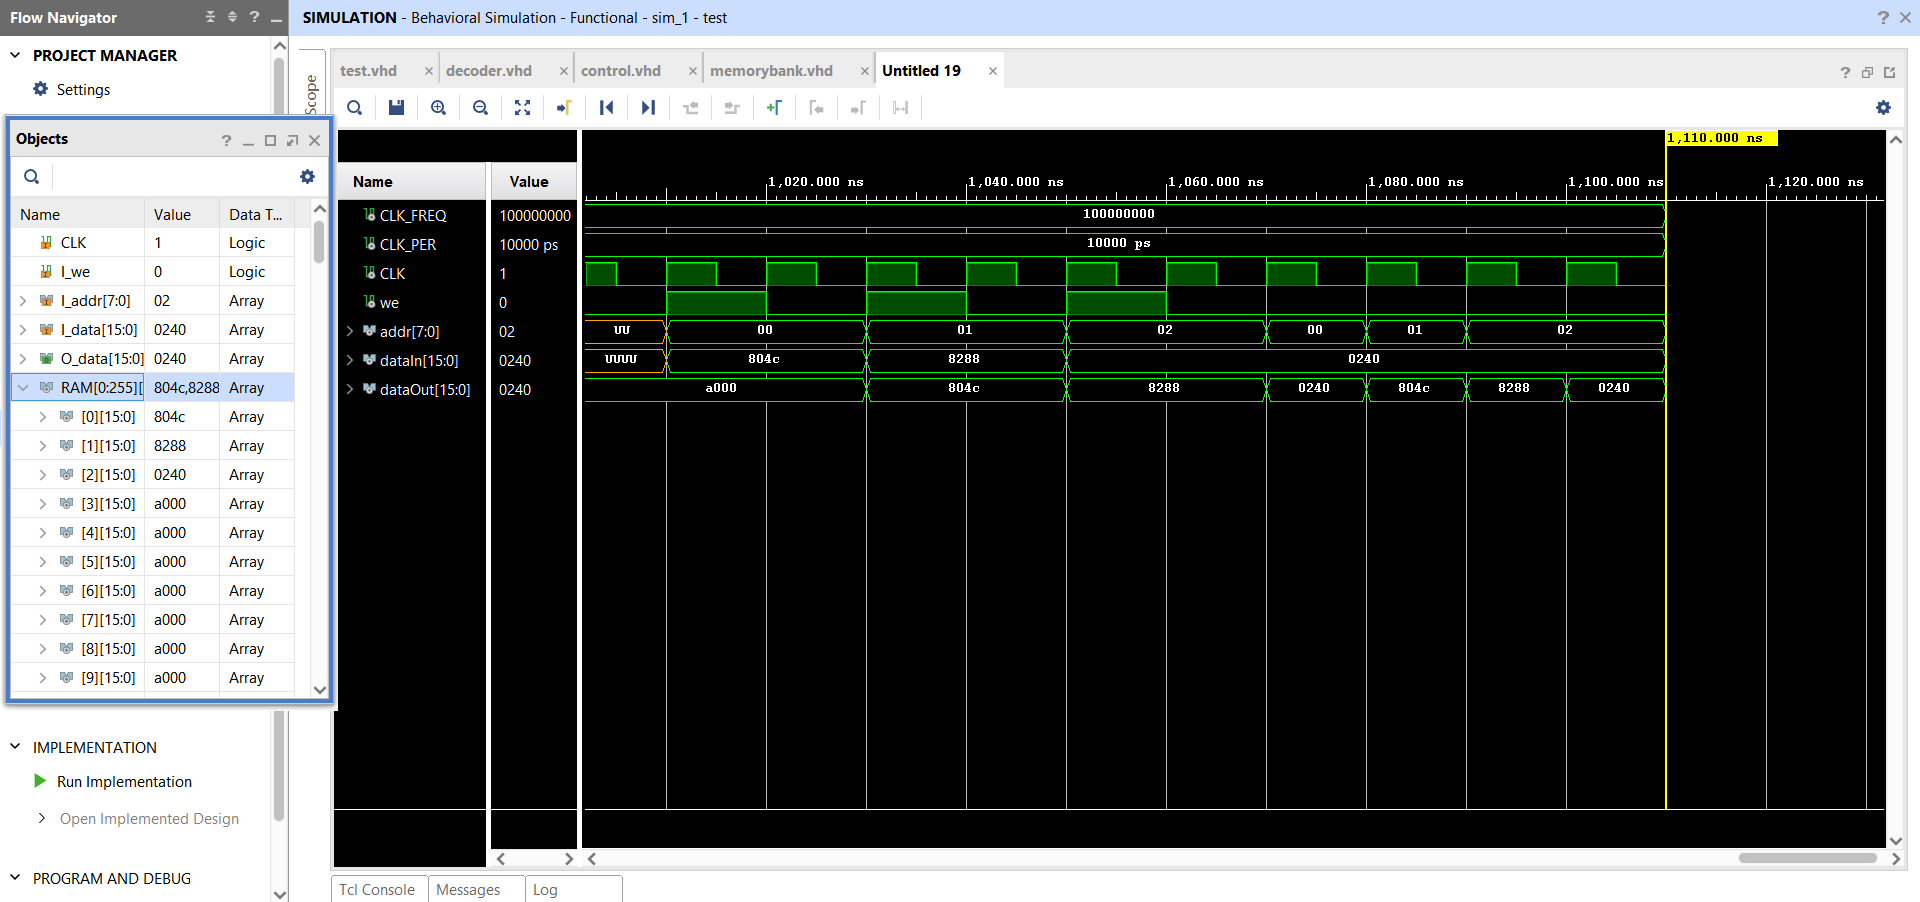 Flow Navigator
?
SIMULATION - Behavioral Simulation - Functional - sim_1 - test
?
PROJECT MANAGER
Settings
Scope
test.vhd
decoder.vhd
control.vhd
memorybank.vhd
Untitled 19
?
Objects
?
Name Value Data T...
CLK 1 Logic
I_we 0 Logic
I_addr[7:0] 02 Array
I_data[15:0] 0240 Array
O_data[15:0] 0240 Array
RAM[0:255][ 804c,8288 Array
[0][15:0] 804c Array
[1][15:0] 8288 Array
[2][15:0] 0240 Array
[3][15:0] a000 Array
[4][15:0] a000 Array
[5][15:0] a000 Array
[6][15:0] a000 Array
[7][15:0] a000 Array
[8][15:0] a000 Array
[9][15:0] a000 Array
IMPLEMENTATION
Run Implementation
Open Implemented Design
PROGRAM AND DEBUG
1,110.000 ns
Name Value
1,020.000 ns 1,040.000 ns 1,060.000 ns 1,080.000 ns 1,100.000 ns 1,120.000 ns
CLK_FREQ 100000000 100000000
CLK_PER 10000 ps 10000 ps
CLK 1
we 0
addr[7:0] 02 UU 00 01 02 00 01 02
dataIn[15:0] 0240 UUUU 804c 8288 0240
dataOut[15:0] 0240 a000 804c 8288 0240 804c 8288 0240
Tcl Console Messages Log